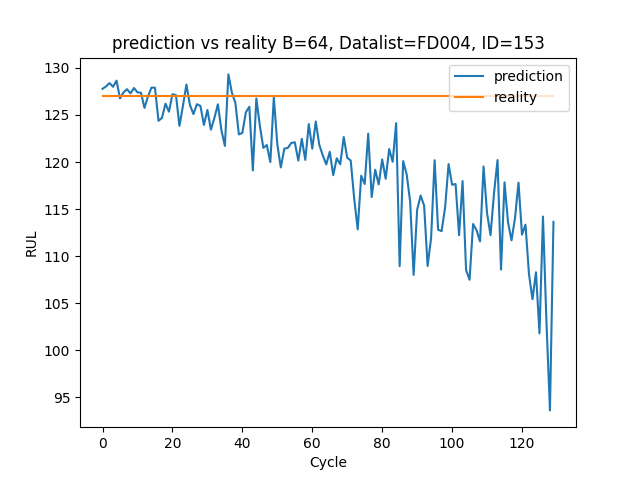 prediction vs reality B=64, Datalist=FD004, ID=153
prediction
reality
130
125
120
115
110
105
100
95
RUL
0 20 40 60 80 100 120
Cycle